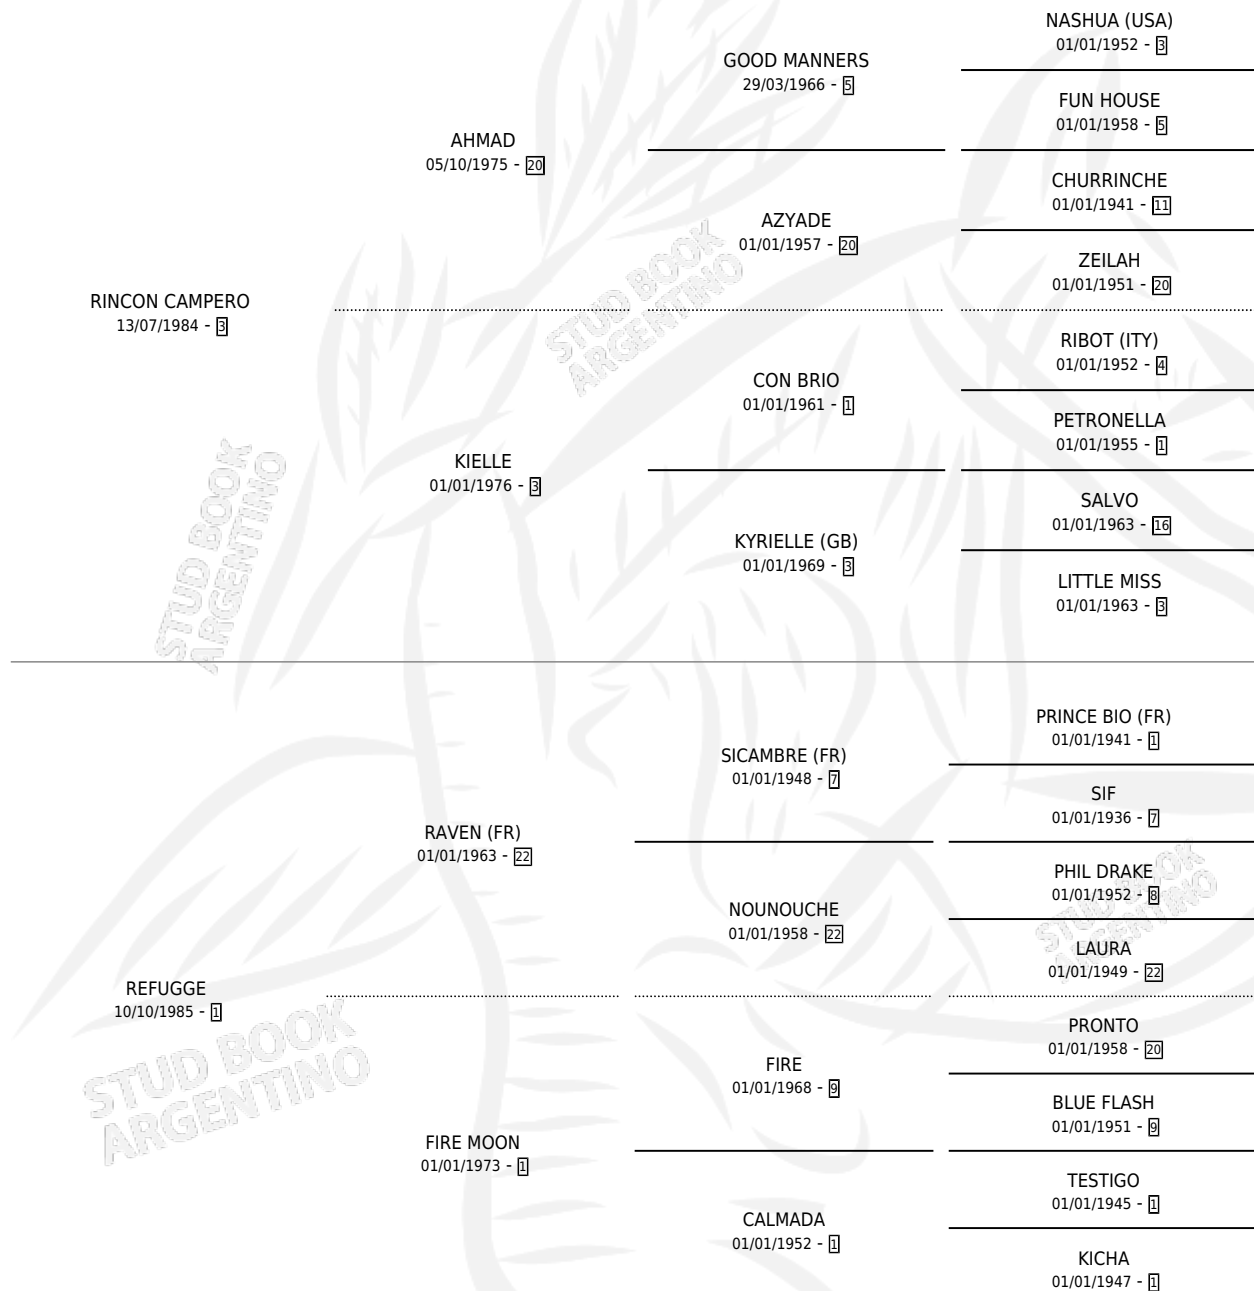 NASHUA (USA)
01/01/1952 - 3
GOOD MANNERS
29/03/1966 - 5
FUN HOUSE
01/01/1958 - 5
AHMAD
05/10/1975 - 20
CHURRINCHE
01/01/1941 - 11
AZYADE
01/01/1957 - 20
ZEILAH
01/01/1951 - 20
RINCON CAMPERO
13/07/1984 - 3
RIBOT (ITY)
01/01/1952 - 4
CON BRIO
01/01/1961 - 1
PETRONELLA
01/01/1955 - 1
KIELLE
01/01/1976 - 3
SALVO
01/01/1963 - 16
KYRIELLE (GB)
01/01/1969 - 3
LITTLE MISS
01/01/1963 - 3
PRINCE BIO (FR)
01/01/1941 - 1
SICAMBRE (FR)
01/01/1948 - 7
SIF
01/01/1936 - 7
RAVEN (FR)
01/01/1963 - 22
PHIL DRAKE
01/01/1952 - 8
NOUNOUCHE
01/01/1958 - 22
LAURA
01/01/1949 - 22
REFUGGE
10/10/1985 - 1
PRONTO
01/01/1958 - 20
FIRE
01/01/1968 - 9
BLUE FLASH
01/01/1951 - 9
FIRE MOON
01/01/1973 - 1
TESTIGO
01/01/1945 - 1
CALMADA
01/01/1952 - 1
KICHA
01/01/1947 - 1
STUD BOOK
ARGENTINO
STUD BOOK
ARGENTINO
STUD BOOK
ARGENTINO
STUD BOOK
ARGENTINO